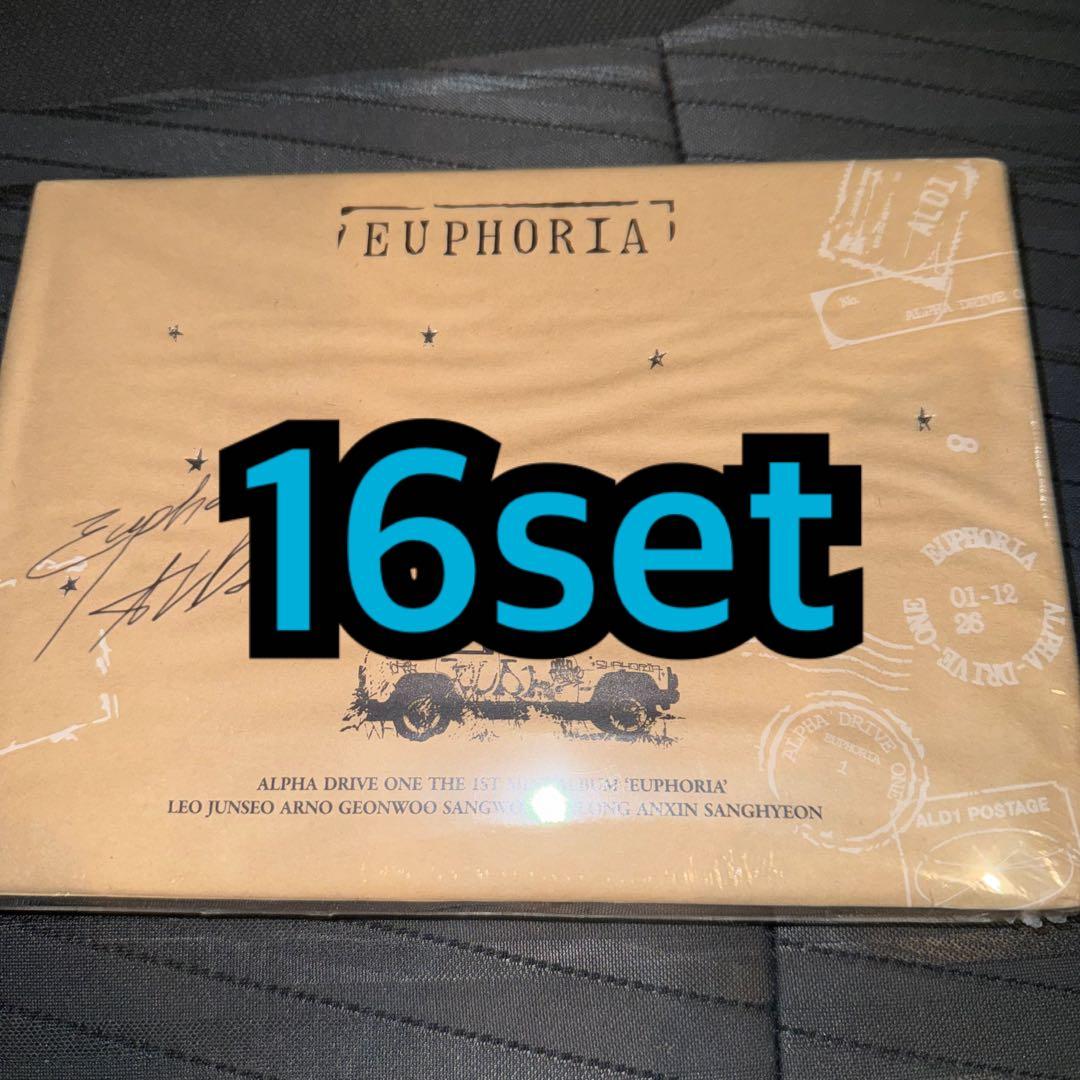 EUPHORIA
ALD1
No.
ALPHA DRIVE O
8
16set
EUPHORIA
01-12
26
ALPHA-DRIVE-ONE
ALPHA DRIVE ONE
EUPHORIA
1
ALD1 POSTAGE
ALPHA DRIVE ONE THE 1ST MINI ALBUM 'EUPHORIA'
LEO JUNSEO ARNO GEONWOO SANGWO LONG ANXIN SANGHYEON